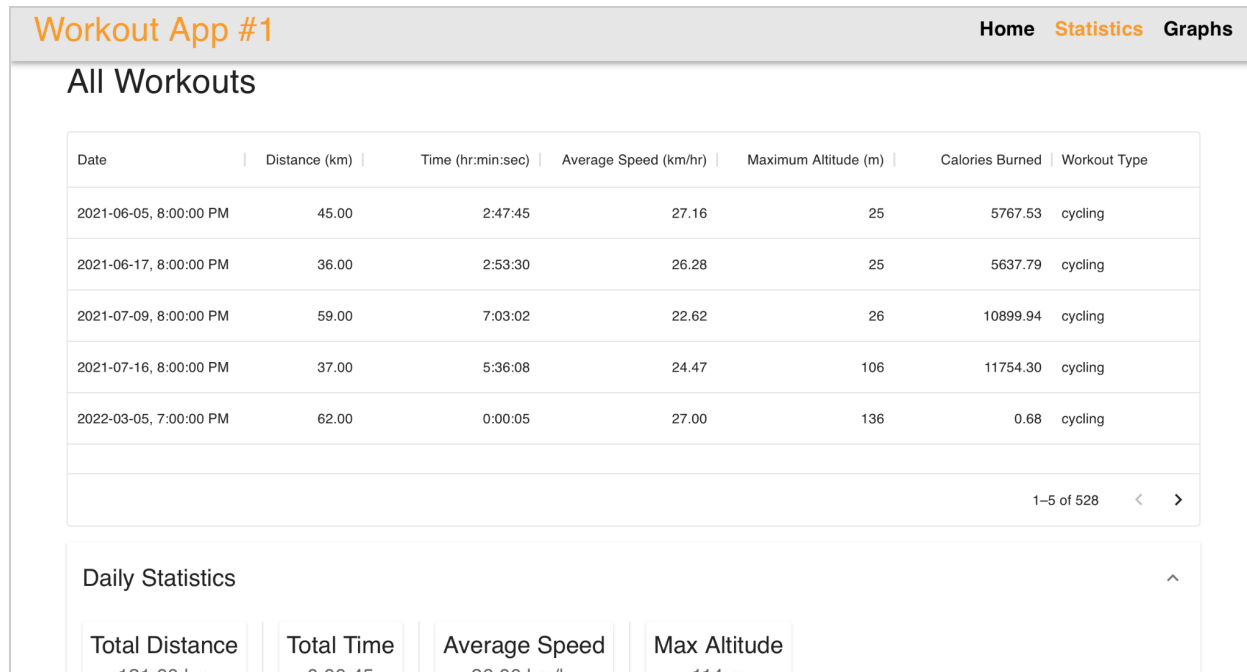 Workout App #1 Home Statistics Graphs
All Workouts
Date Distance (km) Time (hr:min:sec) Average Speed (km/hr) Maximum Altitude (m) Calories Burned Workout Type
2021-06-05, 8:00:00 PM 45.00 2:47:45 27.16 25 5767.53 cycling
2021-06-17, 8:00:00 PM 36.00 2:53:30 26.28 25 5637.79 cycling
2021-07-09, 8:00:00 PM 59.00 7:03:02 22.62 26 10899.94 cycling
2021-07-16, 8:00:00 PM 37.00 5:36:08 24.47 106 11754.30 cycling
2022-03-05, 7:00:00 PM 62.00 0:00:05 27.00 136 0.68 cycling
1–5 of 528
Daily Statistics
Total Distance Total Time Average Speed Max Altitude